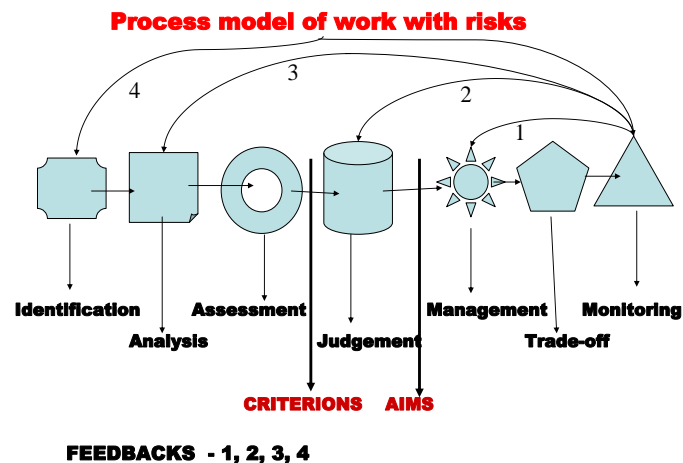 Process model of work with risks
4
3
2
1
Identification
Assessment
Management
Monitoring
Analysis
Judgement
Trade-off
CRITERIONS
AIMS
FEEDBACKS - 1, 2, 3, 4